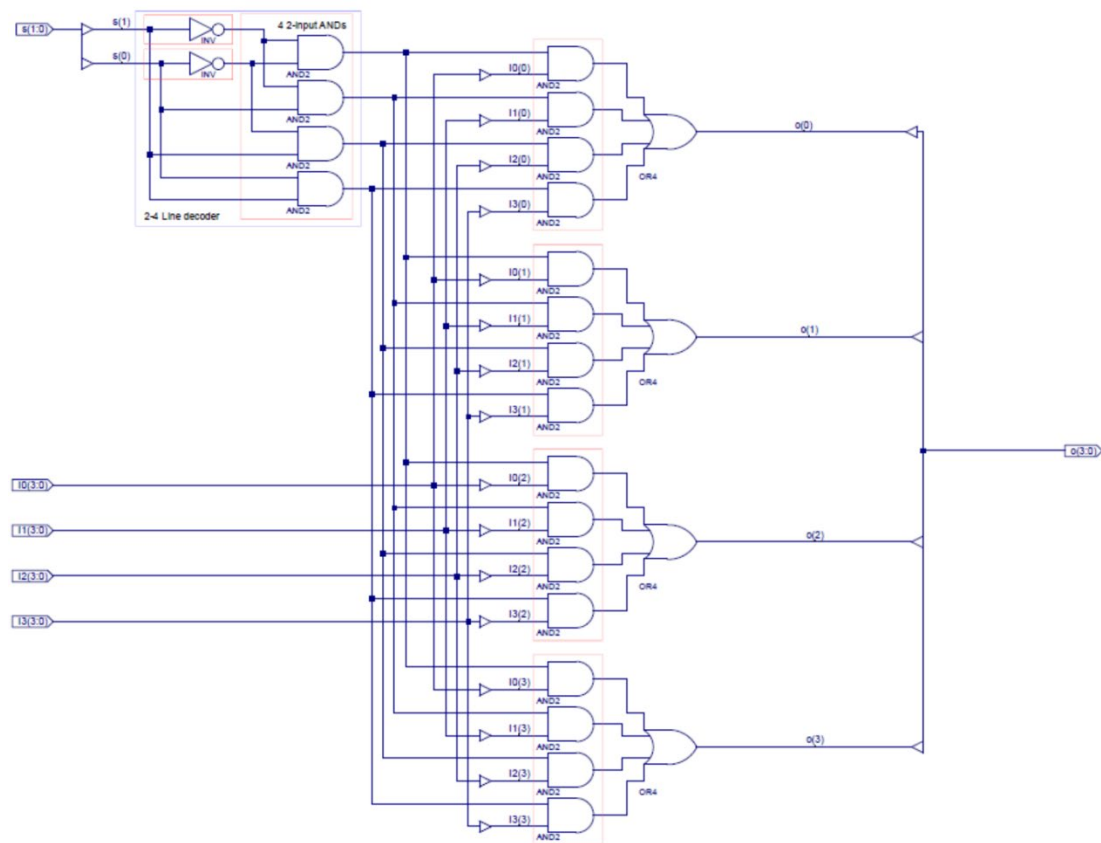 s(1:0)
s(1)
INV
s(0)
INV
4 2-Input ANDs
AND2
AND2
AND2
AND2
2-4 Line decoder
I0(0)
AND2
I1(0)
AND2
I2(0)
AND2
I3(0)
AND2
OR4
o(0)
I0(1)
AND2
I1(1)
AND2
I2(1)
AND2
I3(1)
AND2
OR4
o(1)
I0(3:0)
I1(3:0)
I2(3:0)
I3(3:0)
I0(2)
AND2
I1(2)
AND2
I2(2)
AND2
I3(2)
AND2
OR4
o(2)
o(3:0)
I0(3)
AND2
I1(3)
AND2
I2(3)
AND2
I3(3)
AND2
OR4
o(3)